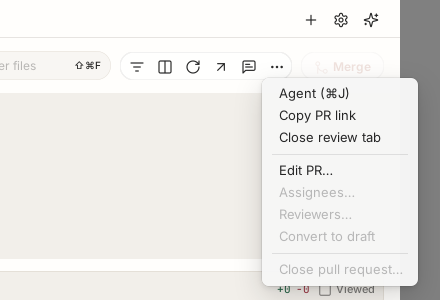 er files ⇧⌘F Merge
Agent (⌘J)
Copy PR link
Close review tab
Edit PR...
Assignees...
Reviewers...
Convert to draft
Close pull request...
+0 -0 Viewed